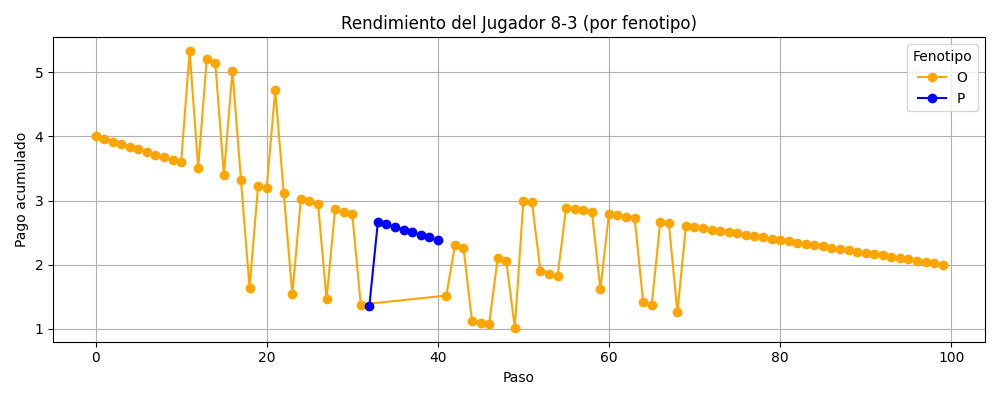 Rendimiento del Jugador 8-3 (por fenotipo)
Fenotipo
O
P
Pago acumulado
5
4
3
2
1
0
20
40
60
80
100
Paso